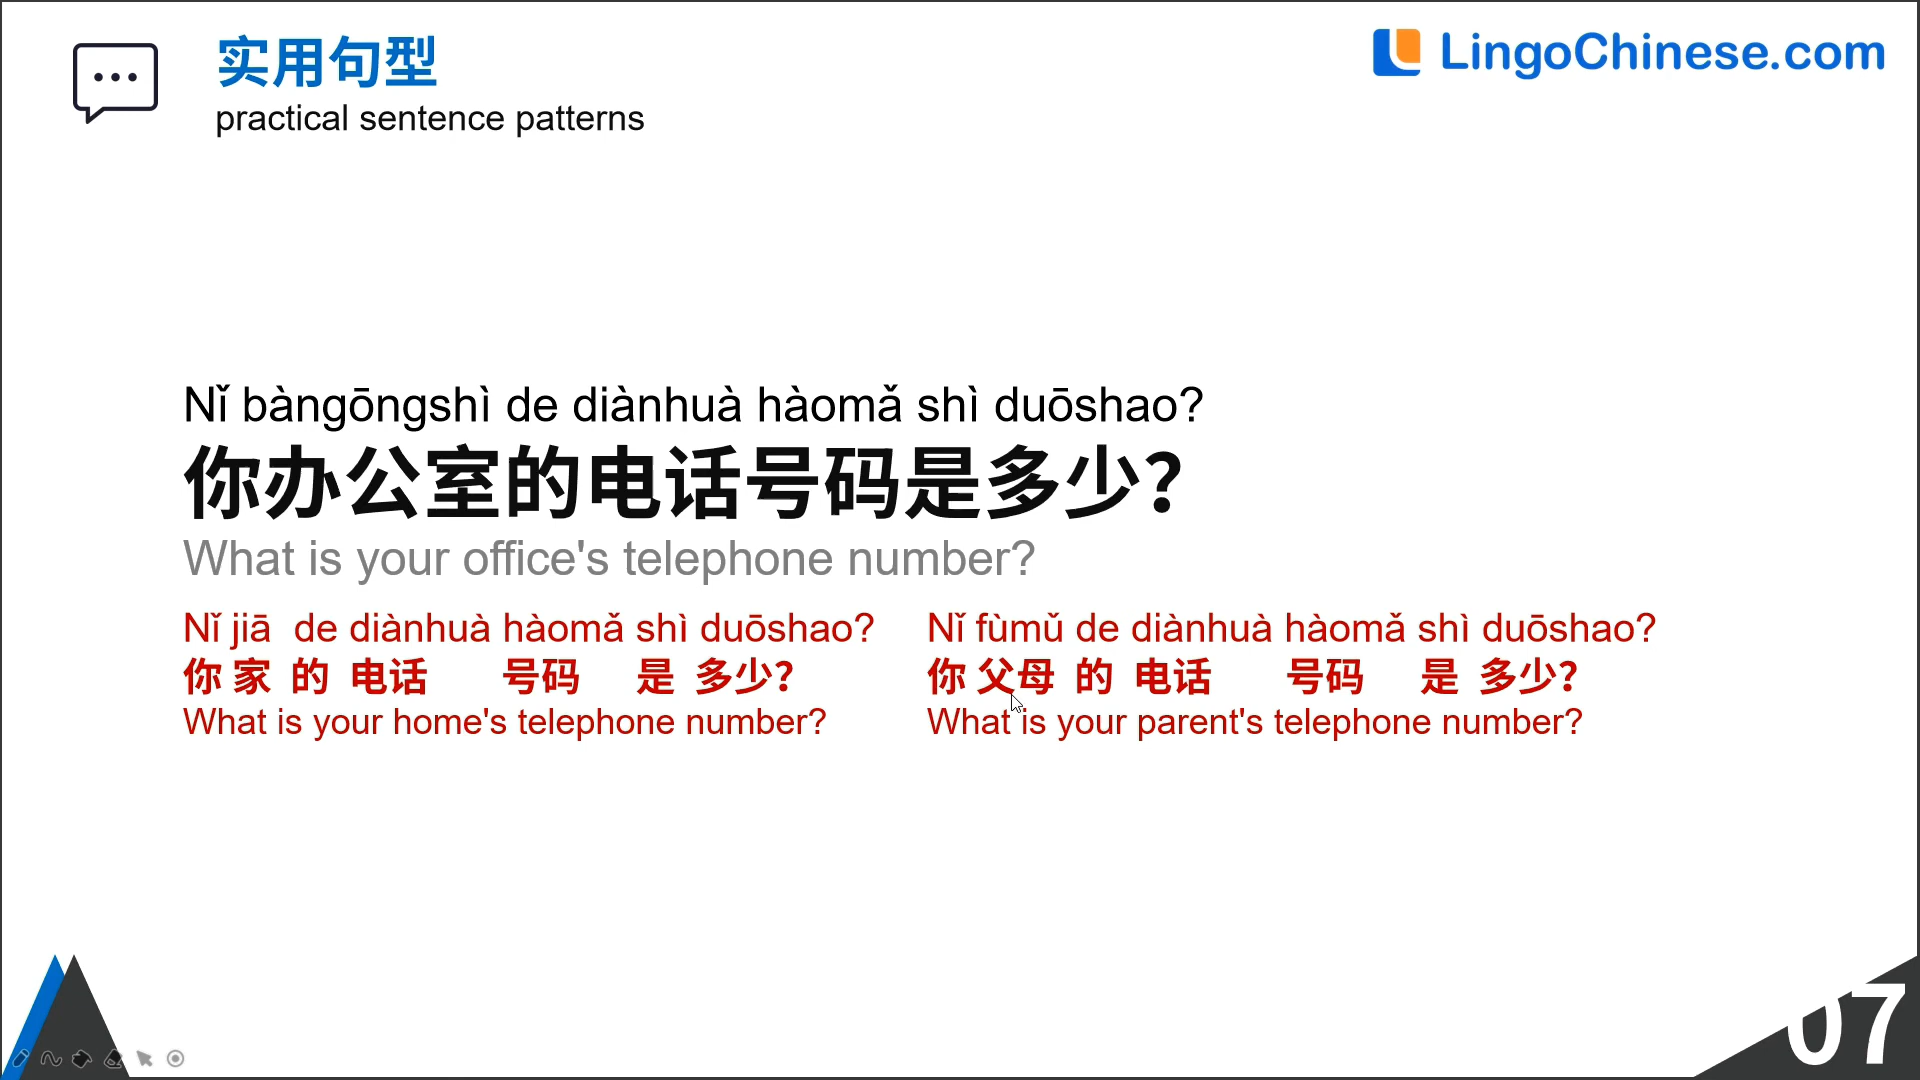 实用句型
practical sentence patterns
LingoChinese.com
Nǐ bàngōngshì de diànhuà hàomǎ shì duōshao?
你办公室的电话号码是多少?
What is your office's telephone number?
Nǐ jiā de diànhuà hàomǎ shì duōshao?
你 家 的 电话 号码 是 多少?
What is your home's telephone number?
Nǐ fùmǔ de diànhuà hàomǎ shì duōshao?
你 父母 的 电话 号码 是 多少?
What is your parent's telephone number?
07